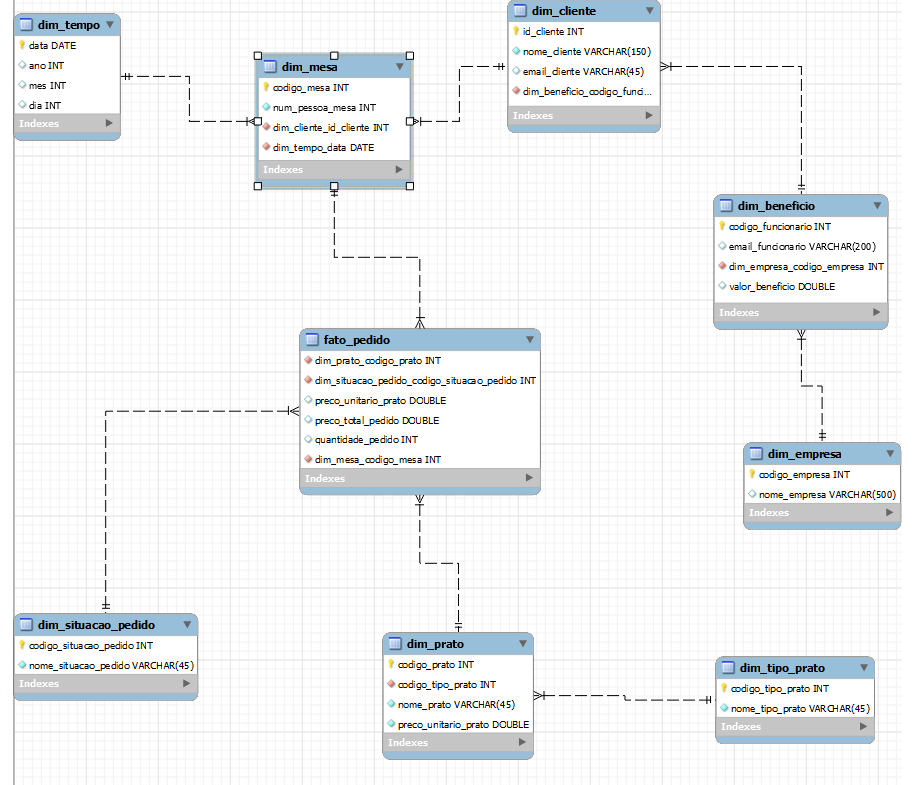 dim_tempo
data DATE
ano INT
mes INT
dia INT
Indexes
dim_mesa
codigo_mesa INT
num_pessoa_mesa INT
dim_cliente_id_cliente INT
dim_tempo_data DATE
Indexes
dim_cliente
id_cliente INT
nome_cliente VARCHAR(150)
email_cliente VARCHAR(45)
dim_beneficio_codigo_funci...
Indexes
dim_beneficio
codigo_funcionario INT
email_funcionario VARCHAR(200)
dim_empresa_codigo_empresa INT
valor_beneficio DOUBLE
Indexes
fato_pedido
dim_prato_codigo_prato INT
dim_situacao_pedido_codigo_situacao_pedido INT
preco_unitario_prato DOUBLE
preco_total_pedido DOUBLE
quantidade_pedido INT
dim_mesa_codigo_mesa INT
Indexes
dim_empresa
codigo_empresa INT
nome_empresa VARCHAR(500)
Indexes
dim_situacao_pedido
codigo_situacao_pedido INT
nome_situacao_pedido VARCHAR(45)
Indexes
dim_prato
codigo_prato INT
codigo_tipo_prato INT
nome_prato VARCHAR(45)
preco_unitario_prato DOUBLE
Indexes
dim_tipo_prato
codigo_tipo_prato INT
nome_tipo_prato VARCHAR(45)
Indexes